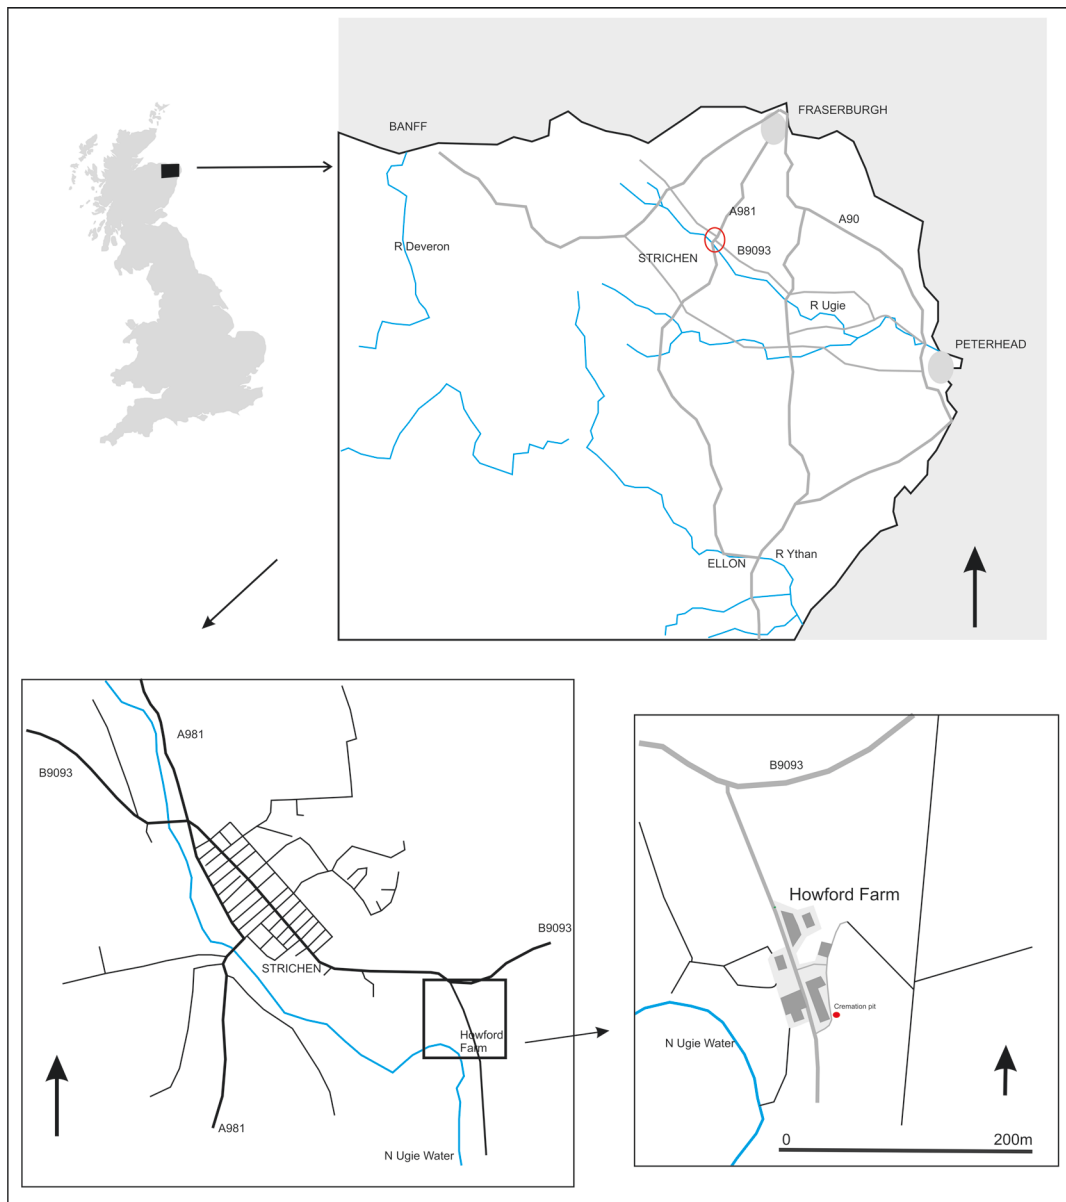 BANFF
FRASERBURGH
A981
A90
R Deveron
STRICHEN
B9093
R Ugie
PETERHEAD
ELLON
R Ythan
A981
B9093
B9093
STRICHEN
Howford
Farm
A981
N Ugie Water
B9093
Howford Farm
Cremation pit
N Ugie Water
0
200m